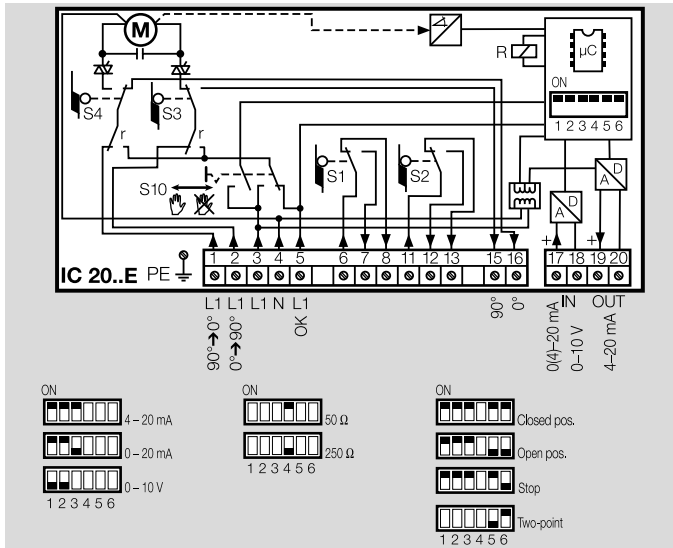 M
4
R
µC
ON
1 2 3 4 5 6
S4
S3
r
r
S10
S1
S2
D
A
D
A
+
+
IC 20..E PE
1 2 3 4 5 6 7 8 11 12 13 15 16 17 18 19 20
L1 L1 L1 N L1
90°→0°
0°→90°
OK
90°
0°
IN
OUT
0(4)–20 mA
0–10 V
4–20 mA
ON
4 – 20 mA
0 – 20 mA
0 – 10 V
1 2 3 4 5 6
ON
50 Ω
250 Ω
1 2 3 4 5 6
ON
Closed pos.
Open pos.
Stop
Two-point
1 2 3 4 5 6